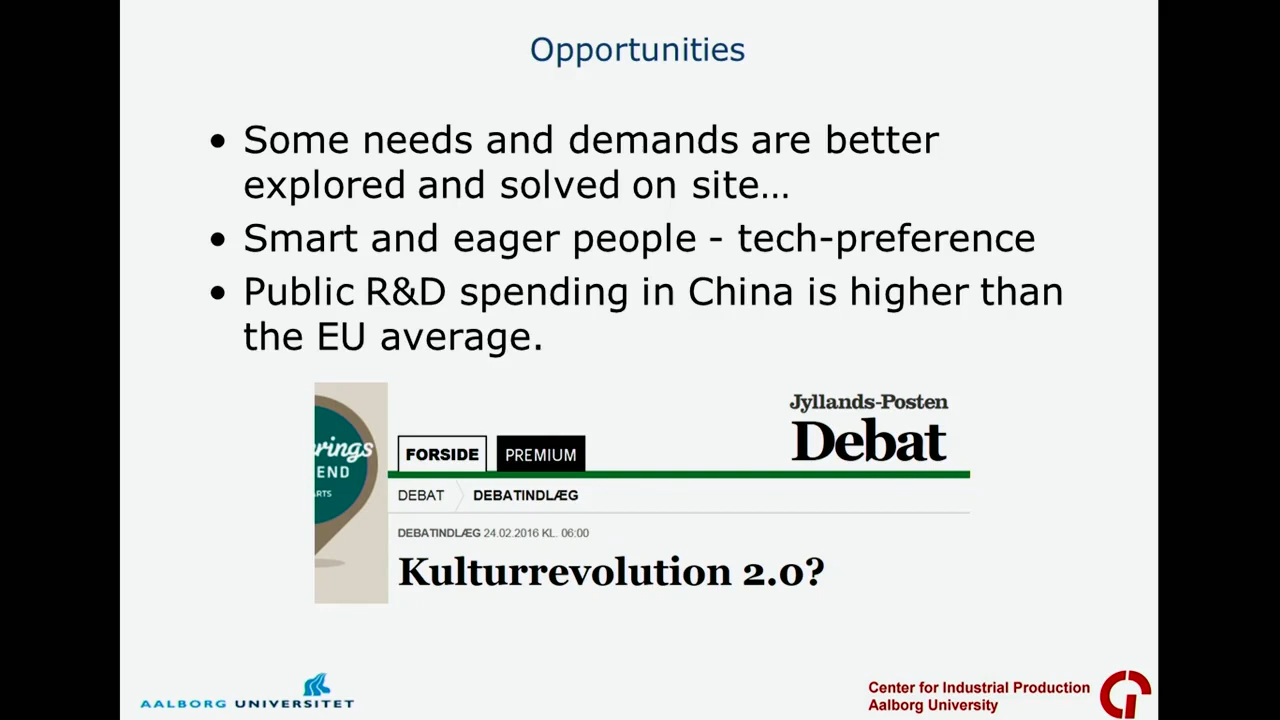 Opportunities
• Some needs and demands are better
explored and solved on site…
• Smart and eager people - tech-preference
• Public R&D spending in China is higher than
the EU average.
Jyllands-Posten
Debat
FORSIDE PREMIUM
DEBAT DEBATINDLÆG
DEBATINDLÆG 24.02.2016 KL. 06:00
Kulturrevolution 2.0?
AALBORG UNIVERSITET
Center for Industrial Production
Aalborg University